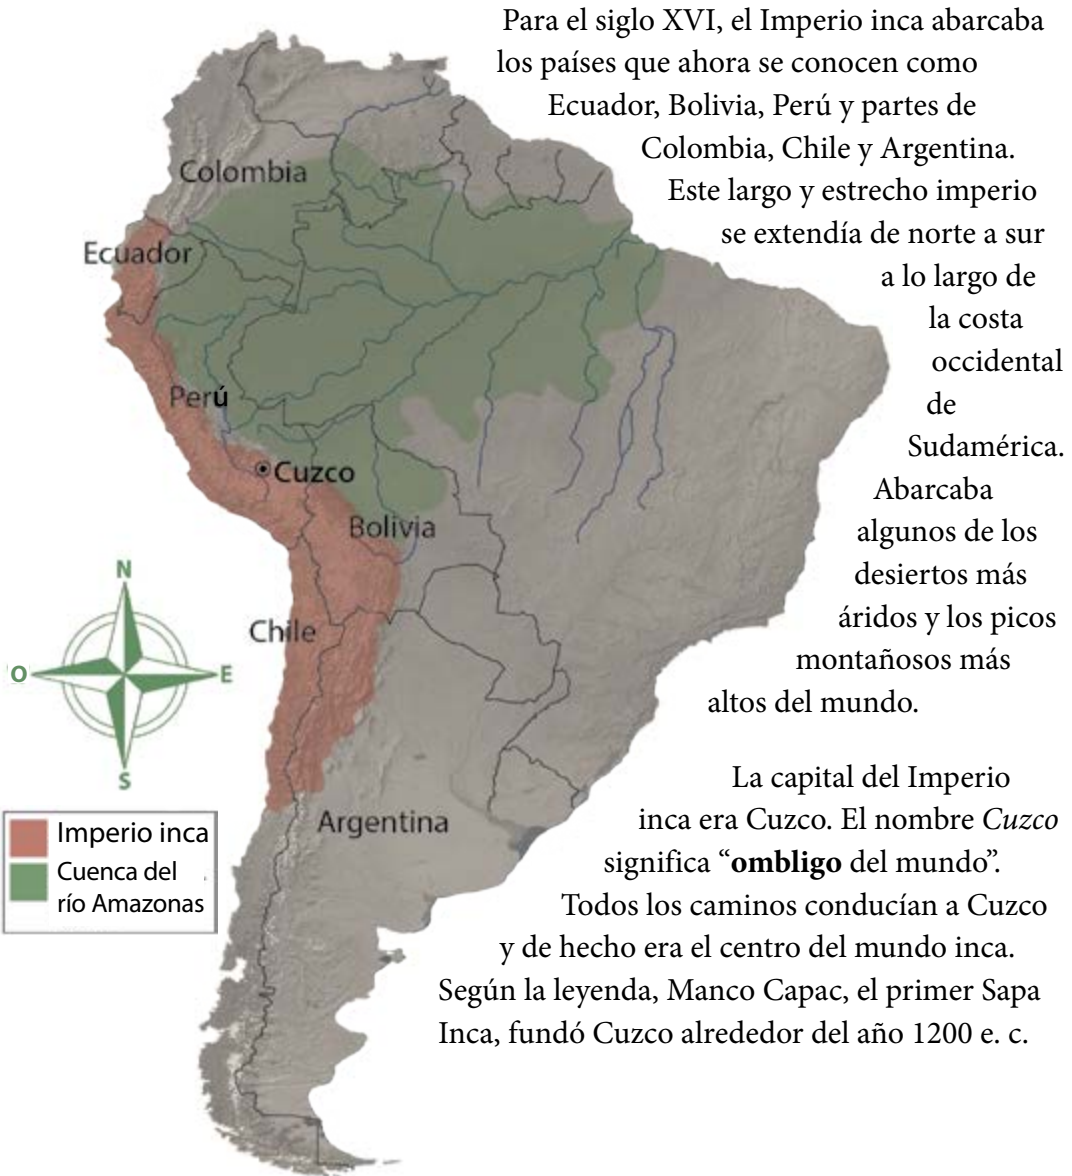 Para el siglo XVI, el Imperio inca abarcaba
los países que ahora se conocen como
Ecuador, Bolivia, Perú y partes de
Colombia, Chile y Argentina.
Este largo y estrecho imperio
se extendía de norte a sur
a lo largo de
la costa
occidental
de
Sudamérica.
Abarcaba
algunos de los
desiertos más
áridos y los picos
montañosos más
altos del mundo.
La capital del Imperio
inca era Cuzco. El nombre Cuzco
significa “ombligo del mundo”.
Todos los caminos conducían a Cuzco
y de hecho era el centro del mundo inca.
Según la leyenda, Manco Capac, el primer Sapa
Inca, fundó Cuzco alrededor del año 1200 e. c.
Colombia
Ecuador
Perú
Cuzco
Bolivia
Chile
Argentina
N
O
E
S
Imperio inca
Cuenca del
río Amazonas